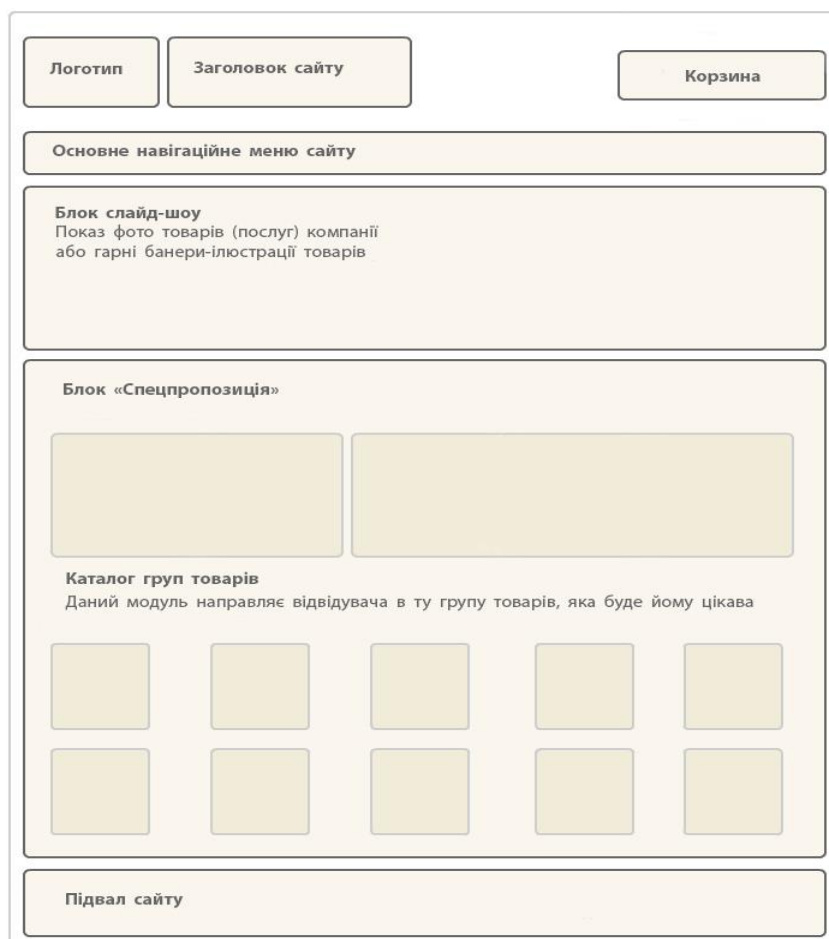 Логотип
Заголовок сайту
Корзина
Основне навігаційне меню сайту
Блок слайд-шоу
Показ фото товарів (послуг) компанії
або гарні банери-ілюстрації товарів
Блок «Спецпропозиція»
Каталог груп товарів
Даний модуль направляє відвідувача в ту групу товарів, яка буде йому цікава
Підвал сайту